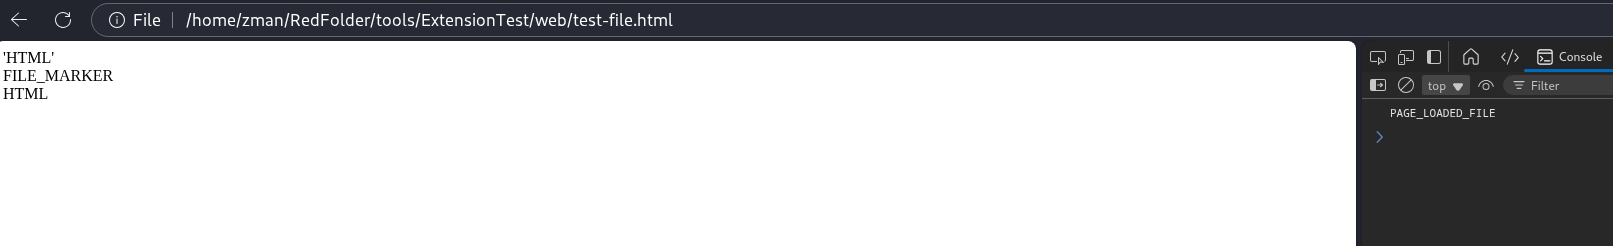 File /home/zman/RedFolder/tools/ExtensionTest/web/test-file.html
'HTML'
FILE_MARKER
HTML
Console
top Filter
PAGE_LOADED_FILE